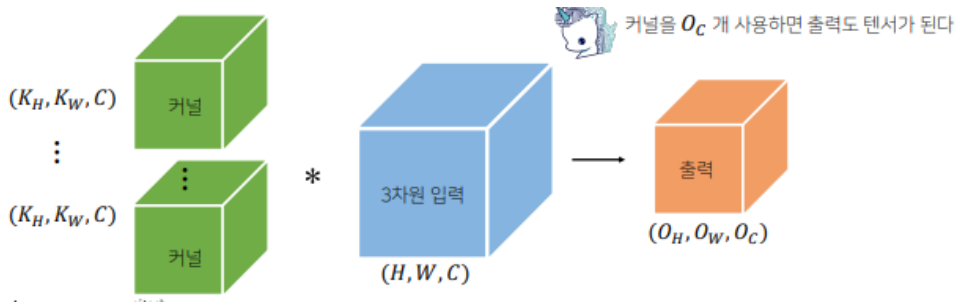 커널을 O_C 개 사용하면 출력도 텐서가 된다
(K_H, K_W, C)
커널
⋮
⋮
(K_H, K_W, C)
커널
*
3차원 입력
(H, W, C)
출력
(O_H, O_W, O_C)